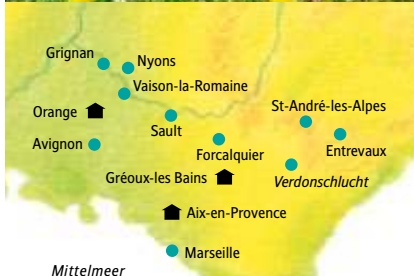 Grignan
Nyons
Vaison-la-Romaine
Orange
St-André-les-Alpes
Sault
Avignon
Forcalquier
Entrevaux
Gréoux-les Bains
Verdonschlucht
Aix-en-Provence
Marseille
Mittelmeer